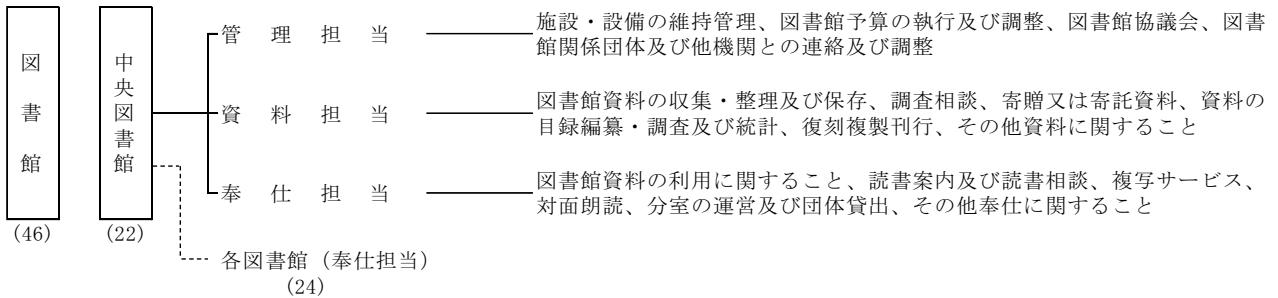 図書館
(46)
中央図書館
(22)
管理担当
施設・設備の維持管理、図書館予算の執行及び調整、図書館協議会、図書
館関係団体及び他機関との連絡及び調整
資料担当
図書館資料の収集・整理及び保存、調査相談、寄贈又は寄託資料、資料の
目録編纂・調査及び統計、復刻複製刊行、その他資料に関すること
奉仕担当
図書館資料の利用に関すること、読書案内及び読書相談、複写サービス、
対面朗読、分室の運営及び団体貸出、その他奉仕に関すること
各図書館（奉仕担当）
(24)